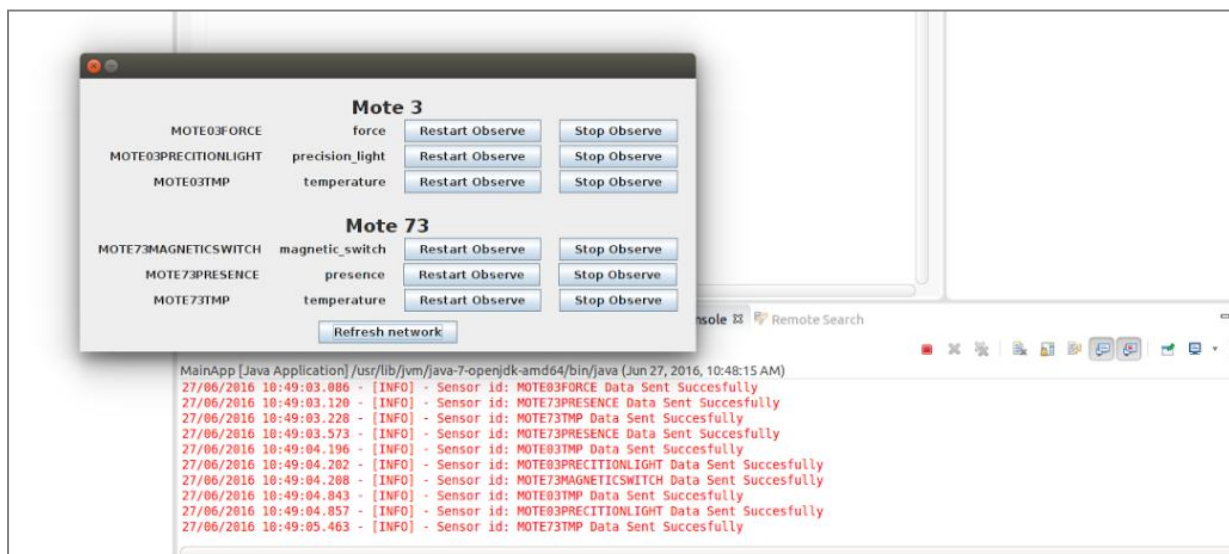 Mote 3
MOTE03FORCE force Restart Observe Stop Observe
MOTE03PRECITIONLIGHT precision_light Restart Observe Stop Observe
MOTE03TMP temperature Restart Observe Stop Observe
Mote 73
MOTE73MAGNETICSWITCH magnetic_switch Restart Observe Stop Observe
MOTE73PRESENCE presence Restart Observe Stop Observe
MOTE73TMP temperature Restart Observe Stop Observe
Refresh network
Remote Search
MainApp [Java Application] /usr/lib/jvm/java-7-openjdk-amd64/bin/java (Jun 27, 2016, 10:48:15 AM)
27/06/2016 10:49:03.086 - [INFO] - Sensor id: MOTE03FORCE Data Sent Succesfully
27/06/2016 10:49:03.120 - [INFO] - Sensor id: MOTE73PRESENCE Data Sent Succesfully
27/06/2016 10:49:03.228 - [INFO] - Sensor id: MOTE73TMP Data Sent Succesfully
27/06/2016 10:49:03.573 - [INFO] - Sensor id: MOTE73PRESENCE Data Sent Succesfully
27/06/2016 10:49:04.196 - [INFO] - Sensor id: MOTE03TMP Data Sent Succesfully
27/06/2016 10:49:04.202 - [INFO] - Sensor id: MOTE03PRECITIONLIGHT Data Sent Succesfully
27/06/2016 10:49:04.208 - [INFO] - Sensor id: MOTE73MAGNETICSWITCH Data Sent Succesfully
27/06/2016 10:49:04.843 - [INFO] - Sensor id: MOTE03TMP Data Sent Succesfully
27/06/2016 10:49:04.857 - [INFO] - Sensor id: MOTE03PRECITIONLIGHT Data Sent Succesfully
27/06/2016 10:49:05.463 - [INFO] - Sensor id: MOTE73TMP Data Sent Succesfully